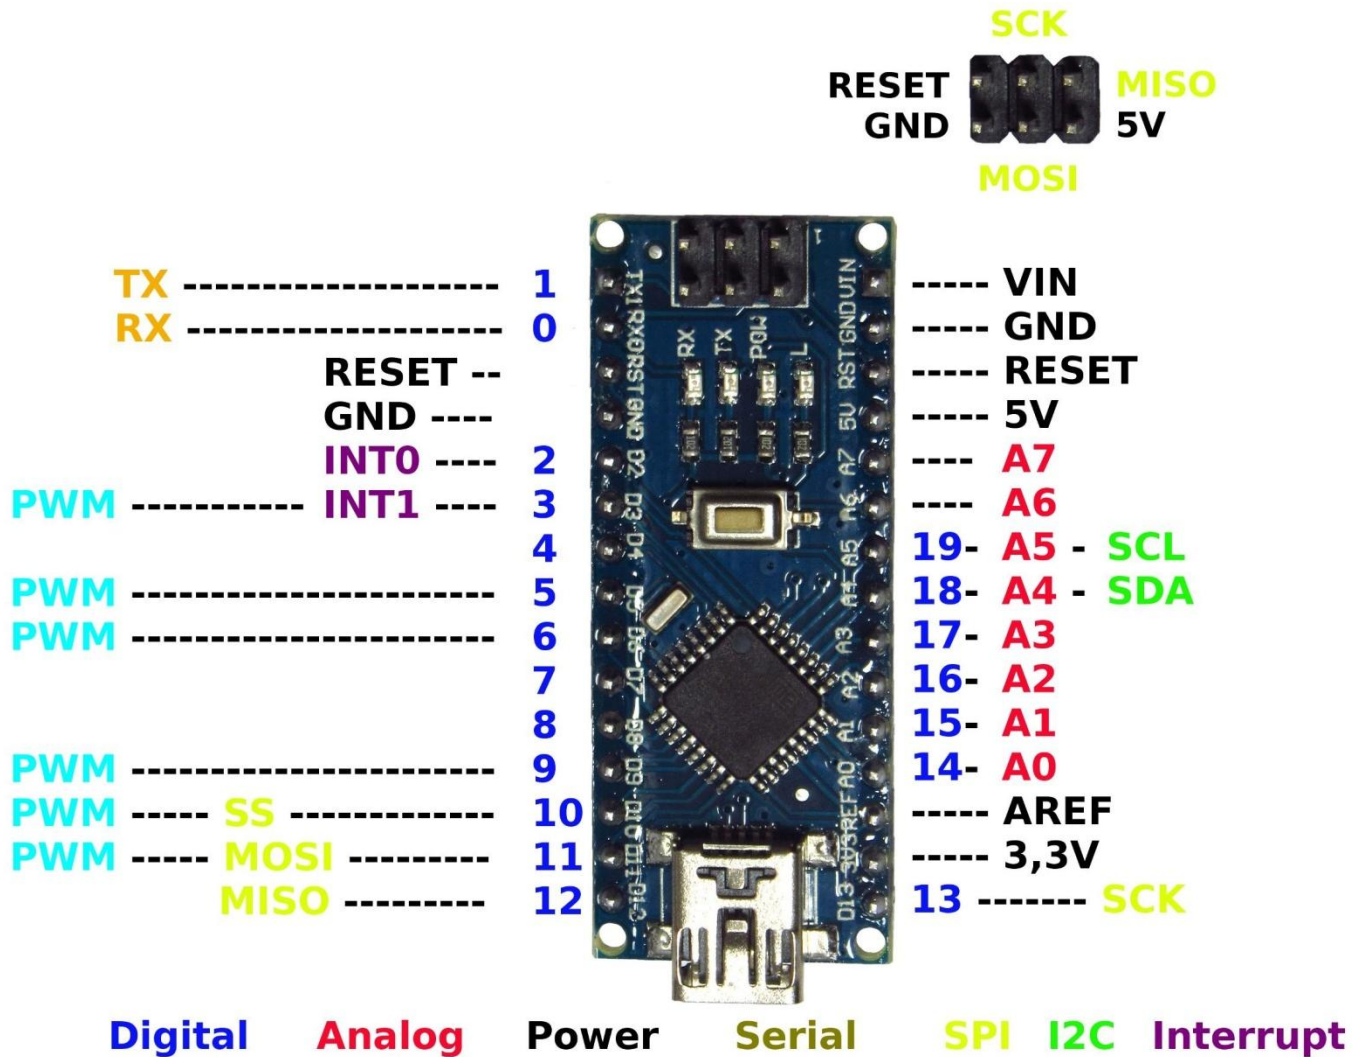 SCK
RESET MISO
GND 5V
MOSI
1
TX ---------------------- 1 TX1 VIN ----- VIN
RX ---------------------- 0 RX0 GND ----- GND
RX TX POW L
RESET -- RST RST ----- RESET
GND ---- GND 5V ----- 5V
INT0 ---- 2 D2 A7 ---- A7
PWM ----------- INT1 ---- 3 D3 A6 ---- A6
4 D4 A5 19- A5 - SCL
PWM ------------------------ 5 D5 A4 18- A4 - SDA
PWM ------------------------ 6 D6 A3 17- A3
7 D7 A2 16- A2
8 D8 A1 15- A1
PWM ------------------------ 9 D9 A0 14- A0
PWM ----- SS ------------- 10 D10 REF ----- AREF
PWM ----- MOSI --------- 11 D11 3V3 ----- 3,3V
MISO --------- 12 D13 13 ------- SCK
Digital Analog Power Serial SPI I2C Interrupt